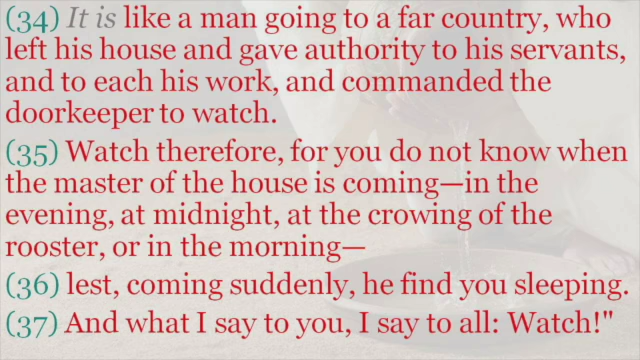 (34) It is like a man going to a far country, who
left his house and gave authority to his servants,
and to each his work, and commanded the
doorkeeper to watch.
(35) Watch therefore, for you do not know when
the master of the house is coming—in the
evening, at midnight, at the crowing of the
rooster, or in the morning—
(36) lest, coming suddenly, he find you sleeping.
(37) And what I say to you, I say to all: Watch!"